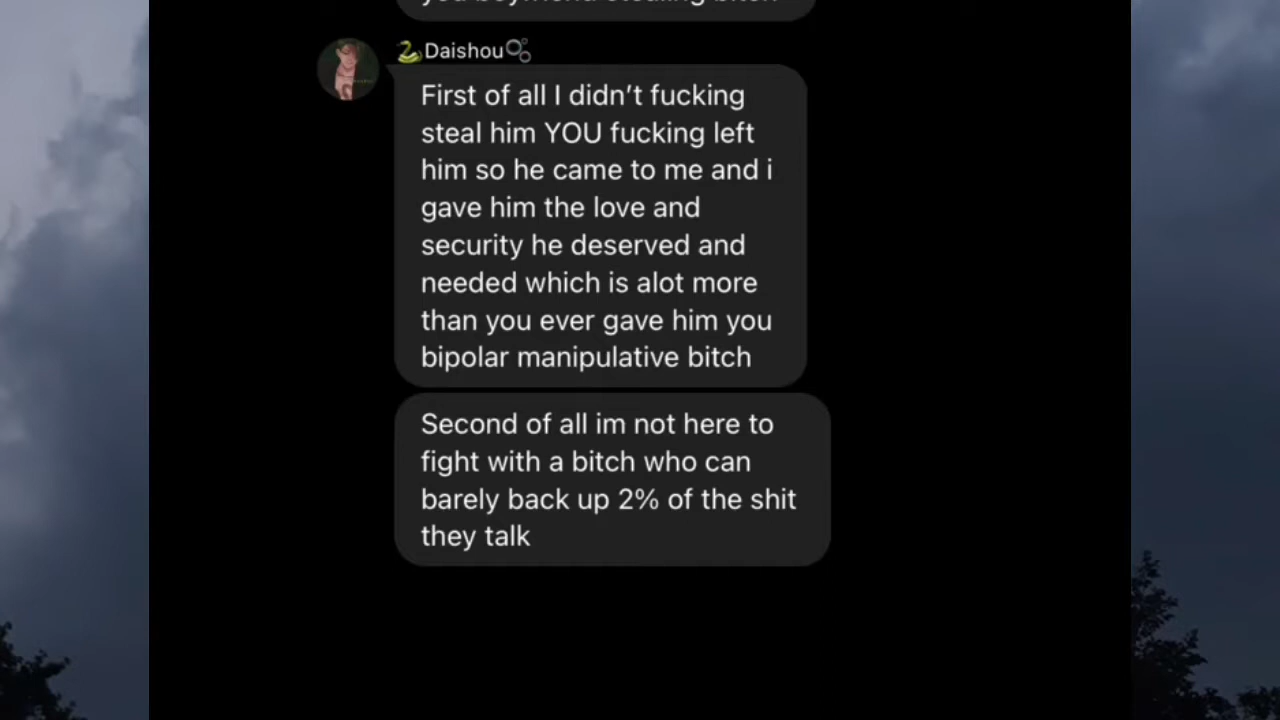 🐍Daishou
First of all I didn't fucking
steal him YOU fucking left
him so he came to me and i
gave him the love and
security he deserved and
needed which is alot more
than you ever gave him you
bipolar manipulative bitch
Second of all im not here to
fight with a bitch who can
barely back up 2% of the shit
they talk